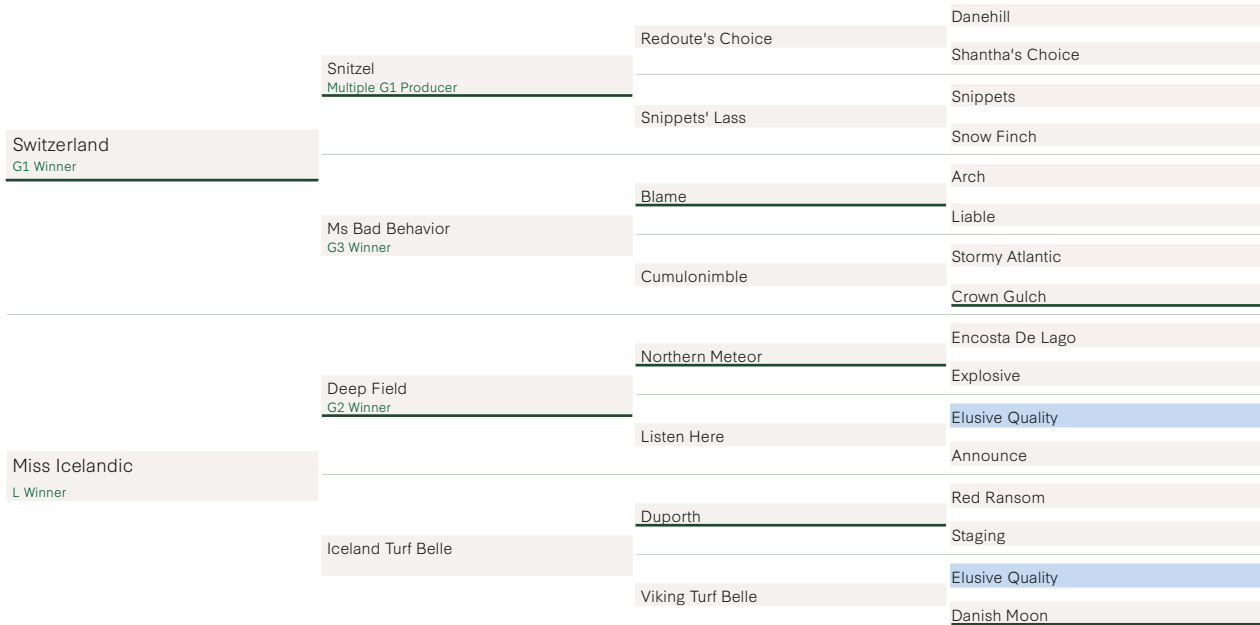 Switzerland
G1 Winner
Snitzel
Multiple G1 Producer
Redoute's Choice
Danehill
Shantha's Choice
Snippets' Lass
Snippets
Snow Finch
Ms Bad Behavior
G3 Winner
Blame
Arch
Liable
Cumulonimble
Stormy Atlantic
Crown Gulch
Miss Icelandic
L Winner
Deep Field
G2 Winner
Northern Meteor
Encosta De Lago
Explosive
Listen Here
Elusive Quality
Announce
Iceland Turf Belle
Duporth
Red Ransom
Staging
Viking Turf Belle
Elusive Quality
Danish Moon